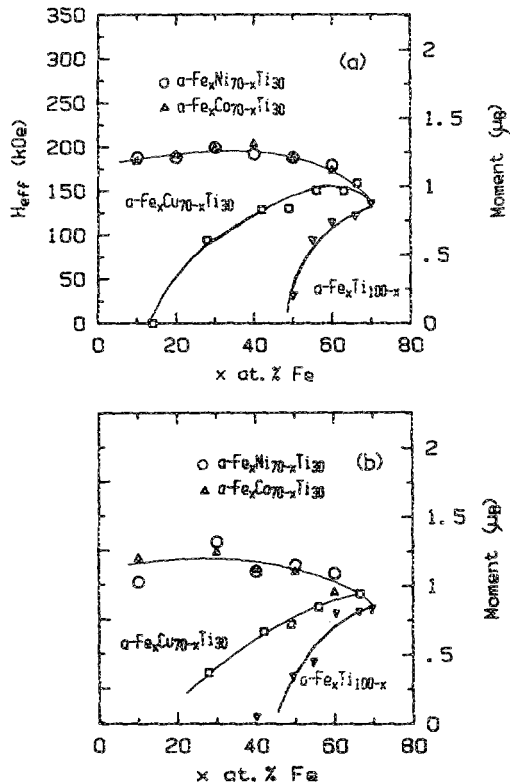 (a)
○ a-FexNi70-xTi30
△ a-FexCo70-xTi30
350
300
250
200
150
100
50
0
Heff (kOe)
2
1.5
1
0.5
0
Moment (μB)
a-FexCu70-xTi30
a-FexTi100-x
0 20 40 60 80
x at.% Fe
(b)
○ a-FexNi70-xTi30
△ a-FexCo70-xTi30
2
1.5
1
.5
0
Moment (μB)
a-FexCu70-xTi30
a-FexTi100-x
0 20 40 60 80
x at.% Fe